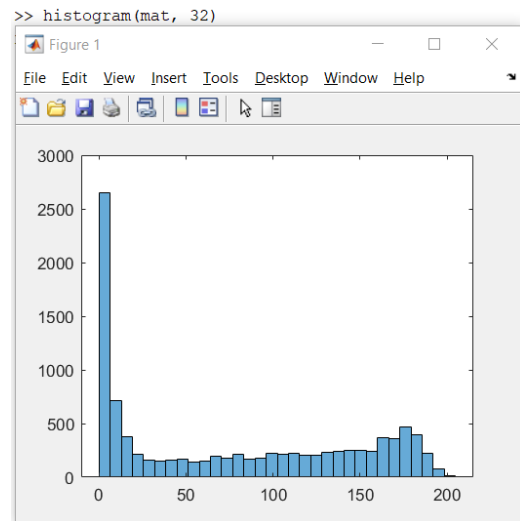 >> histogram(mat, 32)
Figure 1
File Edit View Insert Tools Desktop Window Help
3000
2500
2000
1500
1000
500
0
0 50 100 150 200